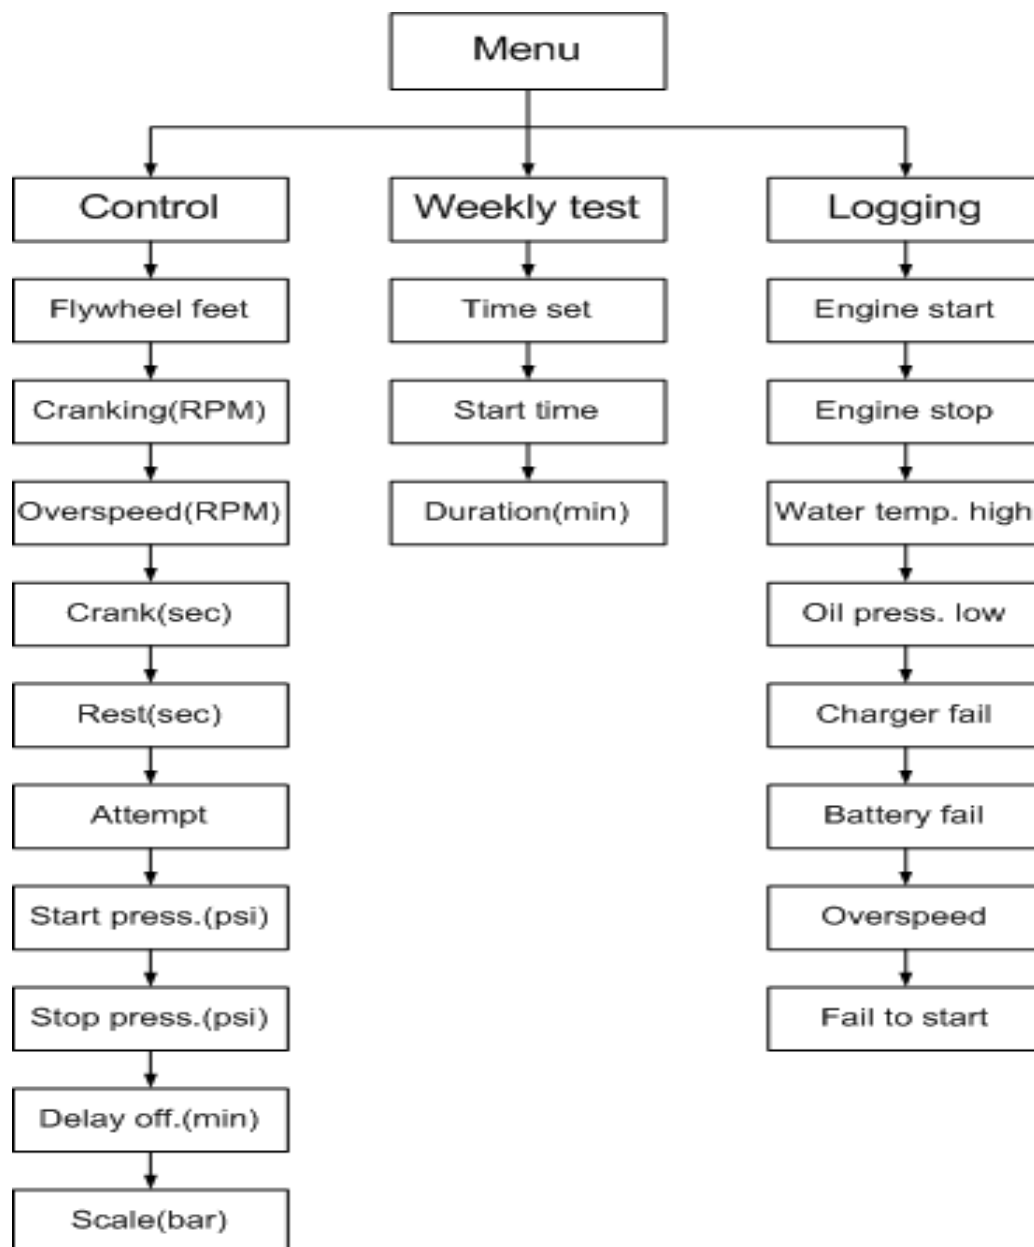 Menu
Control
Weekly test
Logging
Flywheel feet
Time set
Engine start
Cranking(RPM)
Start time
Engine stop
Overspeed(RPM)
Duration(min)
Water temp. high
Crank(sec)
Oil press. low
Rest(sec)
Charger fail
Attempt
Battery fail
Start press.(psi)
Overspeed
Stop press.(psi)
Fail to start
Delay off.(min)
Scale(bar)